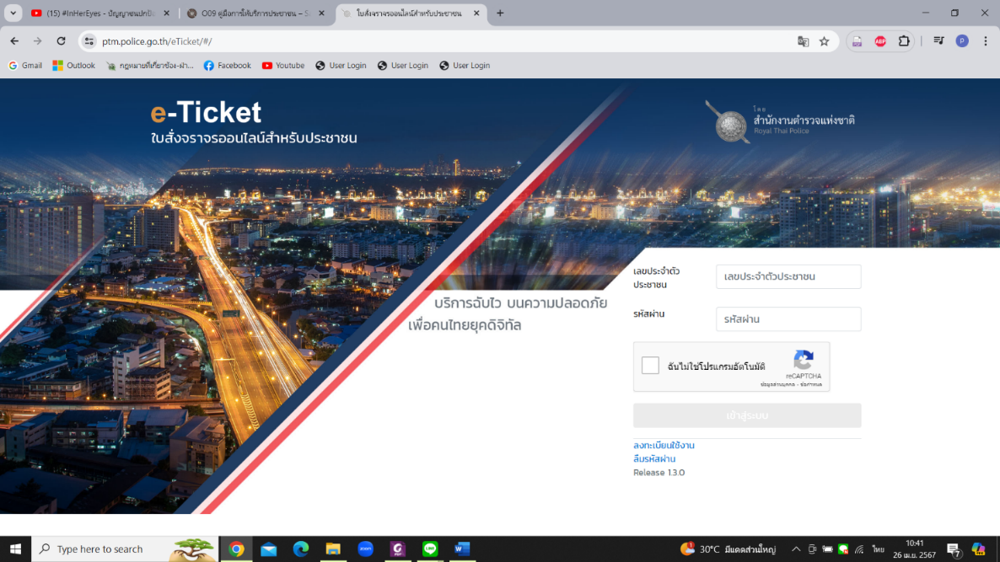 (15) #InHerEyes - ปัญญาชนปกป้
O09 คู่มือการให้บริการประชาชน – S
ใบสั่งจราจรออนไลน์สำหรับประชาชน
ptm.police.go.th/eTicket/#/
Gmail
Outlook
กฎหมายที่เกี่ยวข้อง-ฝ่า...
Facebook
Youtube
User Login
User Login
User Login
e-Ticket
ใบสั่งจราจรออนไลน์สำหรับประชาชน
โดย
สำนักงานตำรวจแห่งชาติ
Royal Thai Police
บริการฉับไว บนความปลอดภัย
เพื่อคนไทยยุคดิจิทัล
เลขประจำตัว
ประชาชน
เลขประจำตัวประชาชน
รหัสผ่าน
รหัสผ่าน
ฉันไม่ใช่โปรแกรมอัตโนมัติ
reCAPTCHA
ข้อมูลส่วนบุคคล - ข้อกำหนด
เข้าสู่ระบบ
ลงทะเบียนใช้งาน
ลืมรหัสผ่าน
Release 1.3.0
Type here to search
zoom
LINE
30°C มีแดดส่วนใหญ่
ไทย
10:41
26 เม.ย. 2567
7